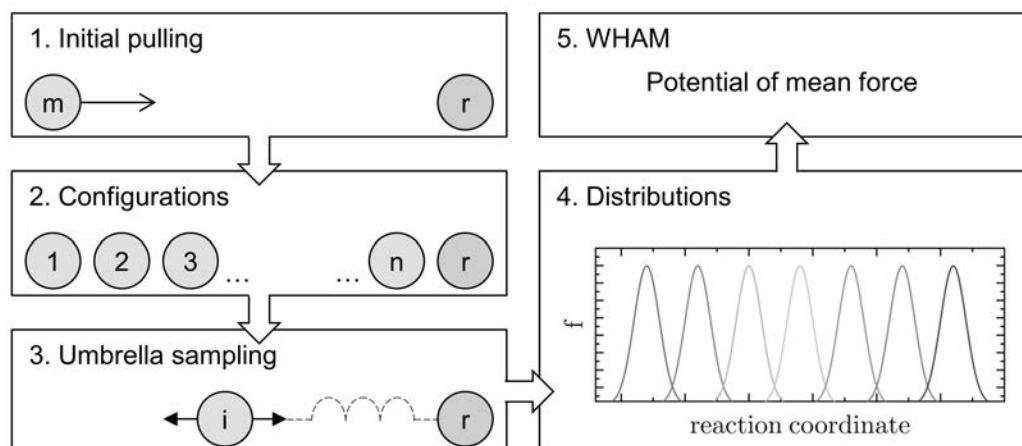 1. Initial pulling
m
r
2. Configurations
1 2 3 ... ... n r
3. Umbrella sampling
i r
4. Distributions
f
reaction coordinate
5. WHAM
Potential of mean force